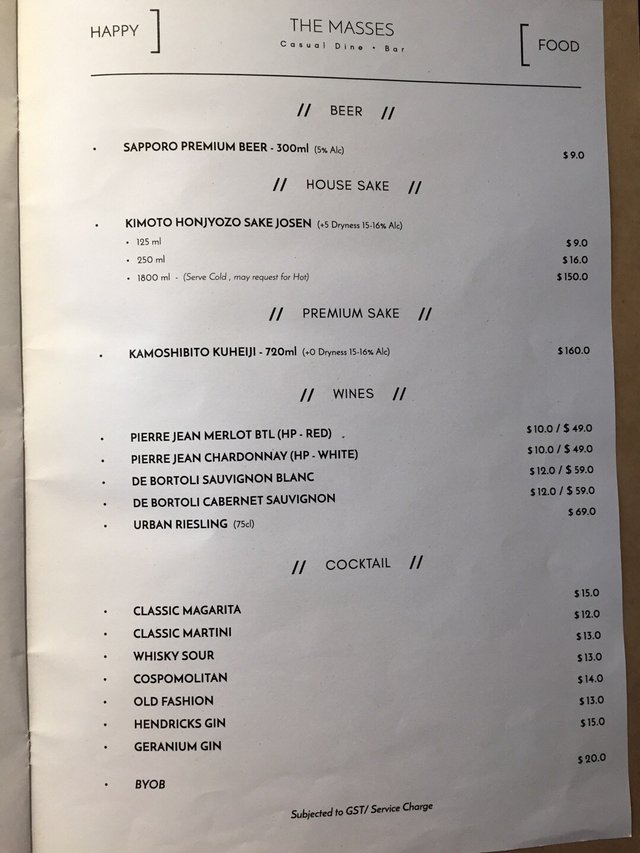 HAPPY ]
THE MASSES
Casual Dine • Bar
[ FOOD
// BEER //
• SAPPORO PREMIUM BEER - 300ml (5% Alc) $9.0
// HOUSE SAKE //
• KIMOTO HONJYOZO SAKE JOSEN (+5 Dryness 15-16% Alc)
• 125 ml $9.0
• 250 ml $16.0
• 1800 ml - (Serve Cold , may request for Hot) $150.0
// PREMIUM SAKE //
• KAMOSHIBITO KUHEIJI - 720ml (+0 Dryness 15-16% Alc) $160.0
// WINES //
• PIERRE JEAN MERLOT BTL (HP - RED) $10.0 / $49.0
• PIERRE JEAN CHARDONNAY (HP - WHITE) $10.0 / $49.0
• DE BORTOLI SAUVIGNON BLANC $12.0 / $59.0
• DE BORTOLI CABERNET SAUVIGNON $12.0 / $59.0
• URBAN RIESLING (75cl) $69.0
// COCKTAIL //
• CLASSIC MAGARITA $15.0
• CLASSIC MARTINI $12.0
• WHISKY SOUR $13.0
• COSPOMOLITAN $13.0
• OLD FASHION $14.0
• HENDRICKS GIN $13.0
• GERANIUM GIN $15.0
• BYOB $20.0
Subjected to GST/ Service Charge